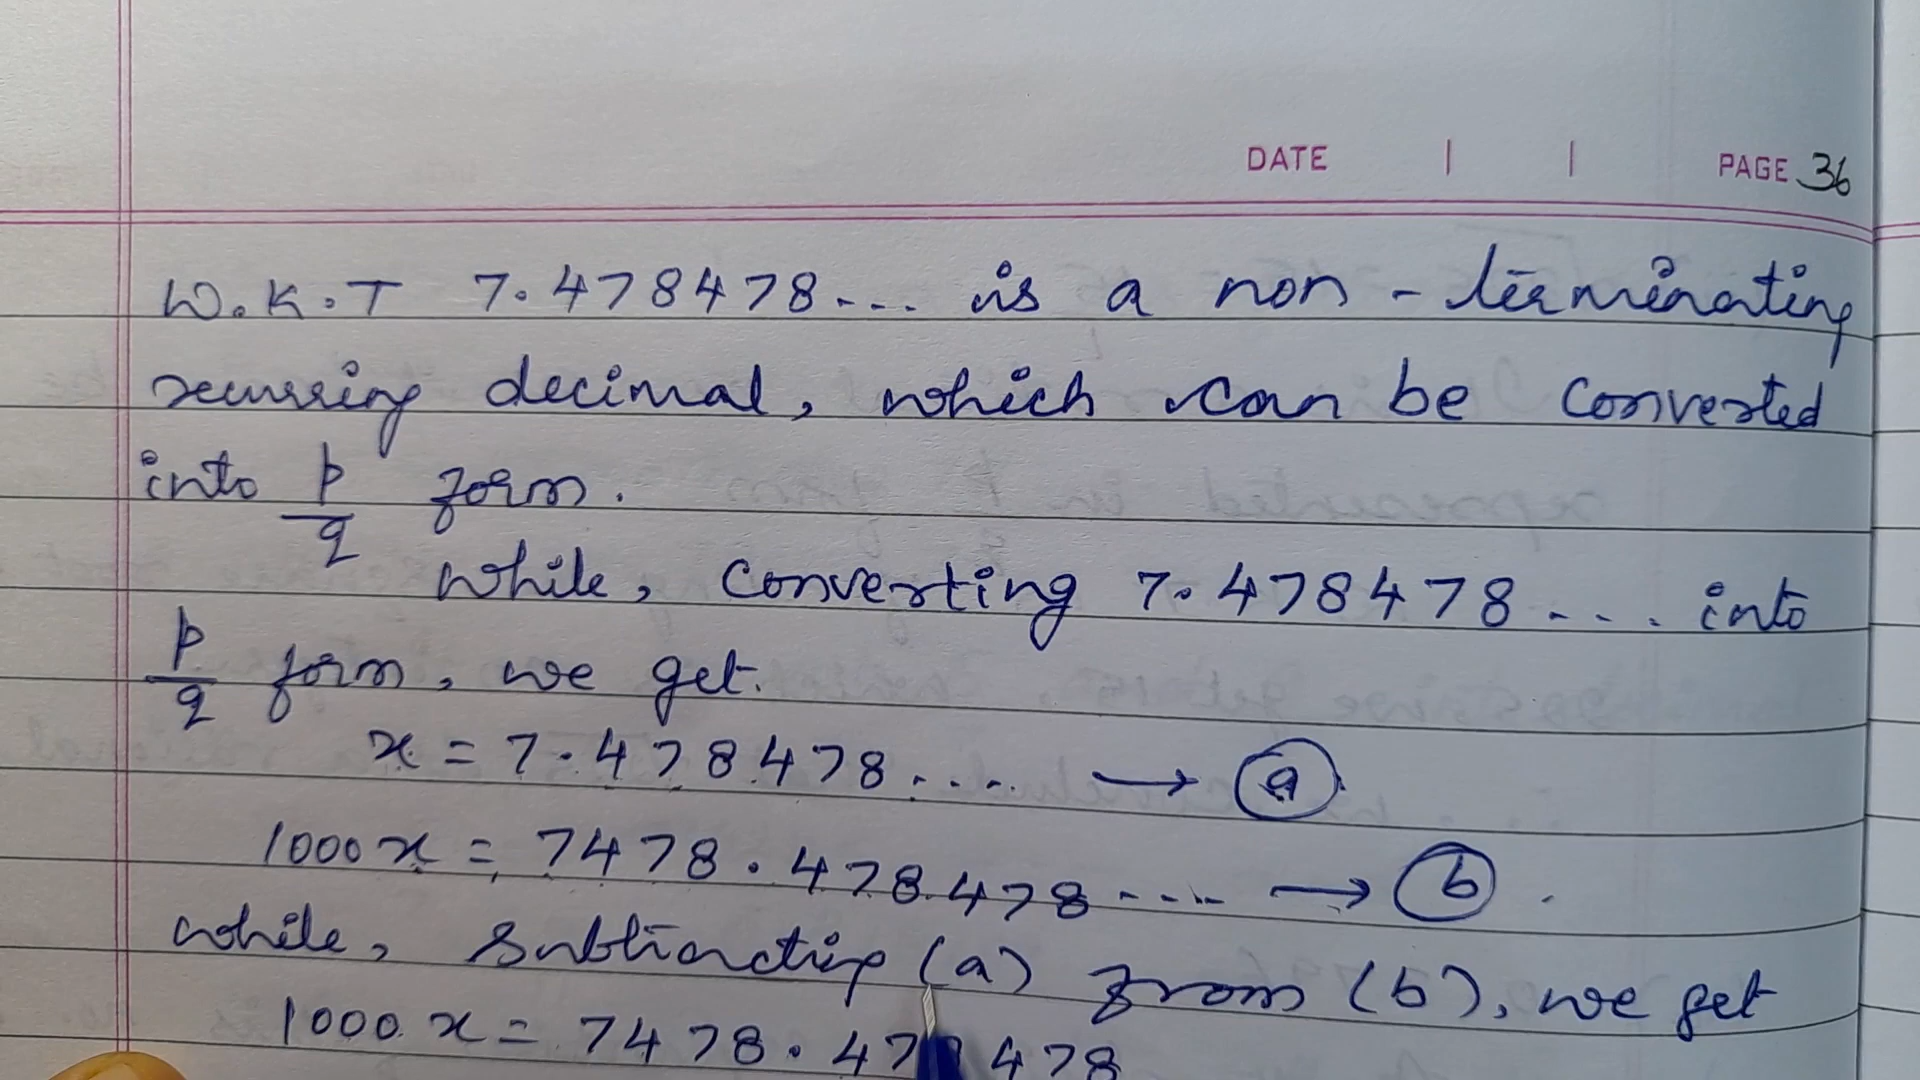 DATE | | PAGE 36
W.K.T 7.478478... is a non-terminating
recurring decimal, which can be converted
into p/q form.
while, converting 7.478478.... into
p/q form, we get.
x = 7.478478.... → (a)
1000x = 7478.478478.... → (b).
while, subtracting (a) from (b), we get
1000x = 7478.478478